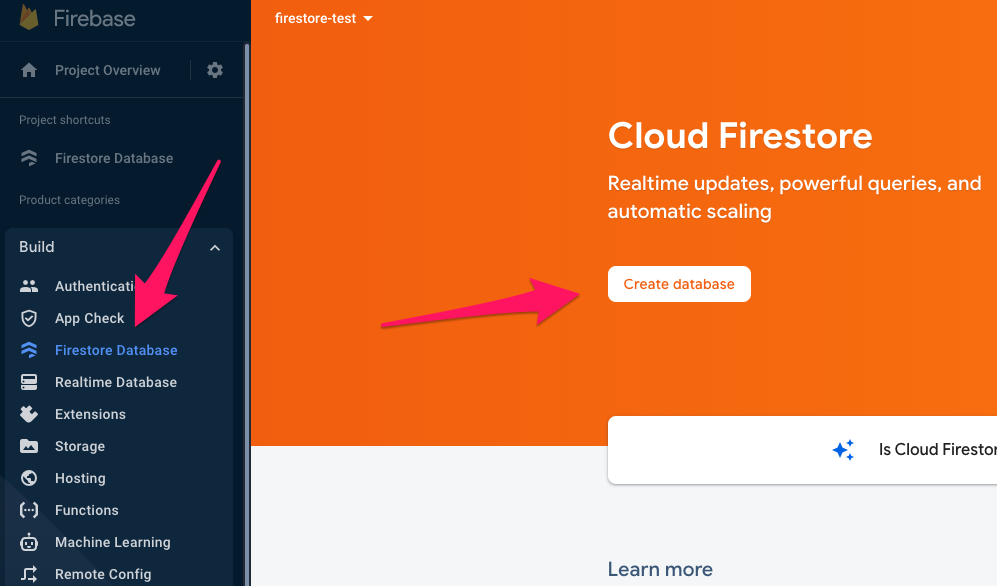 Firebase
Project Overview
Project shortcuts
Firestore Database
Product categories
Build
App Check
Firestore Database
Realtime Database
Extensions
Storage
Hosting
Functions
Machine Learning
Remote Config
firestore-test
Cloud Firestore
Realtime updates, powerful queries, and
automatic scaling
Create database
Is Cloud
Learn more